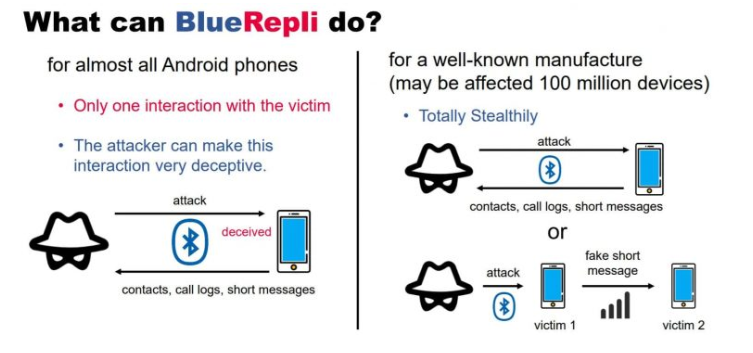 What can BlueRepli do?
for almost all Android phones
• Only one interaction with the victim
• The attacker can make this
interaction very deceptive.
attack
deceived
contacts, call logs, short messages
for a well-known manufacture
(may be affected 100 million devices)
• Totally Stealthily
attack
contacts, call logs, short messages
or
attack
victim 1
fake short
message
victim 2